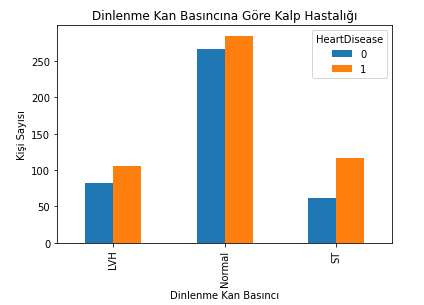 Dinlenme Kan Basıncına Göre Kalp Hastalığı
HeartDisease
0
1
Kişi Sayısı
250
200
150
100
50
0
LVH
Normal
ST
Dinlenme Kan Basıncı